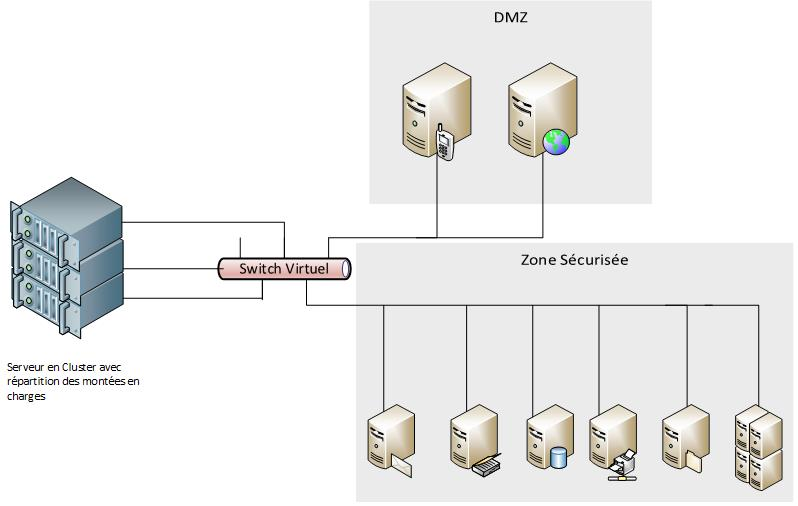 DMZ
Switch Virtuel
Zone Sécurisée
Serveur en Cluster avec
répartition des montées en
charges